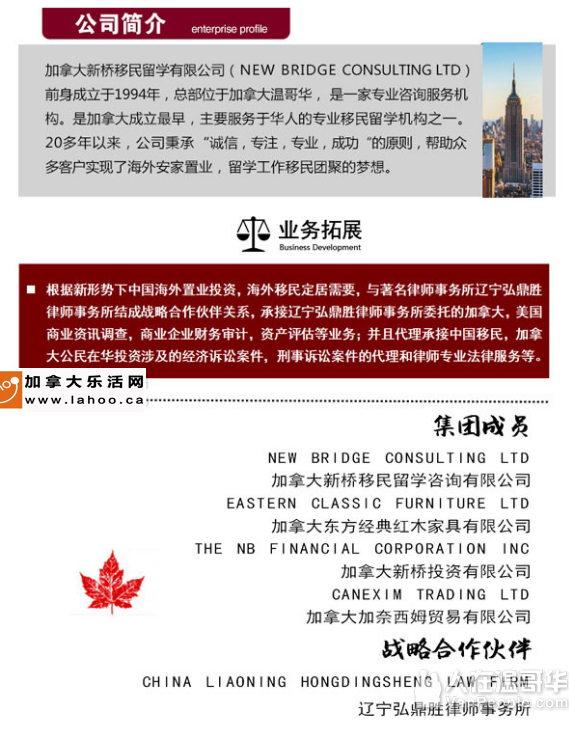 公司简介 enterprise profile
加拿大新桥移民留学有限公司（NEW BRIDGE CONSULTING LTD）
前身成立于1994年，总部位于加拿大温哥华，是一家专业咨询服务机
构。是加拿大成立最早，主要服务于华人的专业移民留学机构之一。
20多年以来，公司秉承“诚信，专注，专业，成功“的原则，帮助众
多客户实现了海外安家置业，留学工作移民团聚的梦想。
业务拓展
Business Development
■ 根据新形势下中国海外置业投资，海外移民定居需要，与著名律师事务所辽宁弘鼎胜
律师事务所结成战略合作伙伴关系，承接辽宁弘鼎胜律师事务所委托的加拿大，美国
商业资讯调查，商业企业财务审计，资产评估等业务；并且代理承接中国移民，加拿
大公民在华投资涉及的经济诉讼案件，刑事诉讼案件的代理和律师专业法律服务等。
加拿大乐活网
www.lahoo.ca
集团成员
NEW BRIDGE CONSULTING LTD
加拿大新桥移民留学咨询有限公司
EASTERN CLASSIC FURNITURE LTD
加拿大东方经典红木家具有限公司
THE NB FINANCIAL CORPORATION INC
加拿大新桥投资有限公司
CANEXIM TRADING LTD
加拿大加奈西姆贸易有限公司
战略合作伙伴
CHINA LIAONING HONGDINGSHENG LAW FIRM
人在温哥华
辽宁弘鼎胜律师事务所